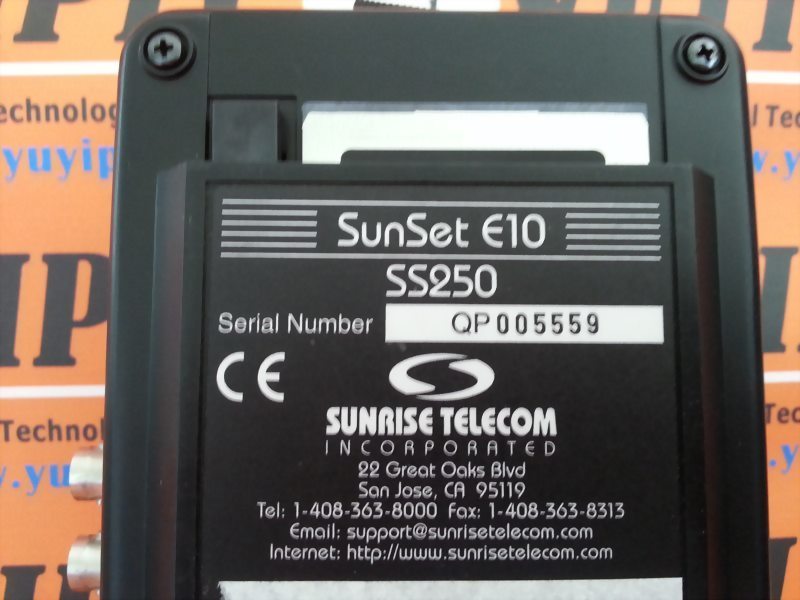 SunSet E10
SS250
Serial Number QP005559
CE
SUNRISE TELECOM
INCORPORATED
22 Great Oaks Blvd
San Jose, CA 95119
Tel: 1-408-363-8000 Fax: 1-408-363-8313
Email: support@sunrisetelecom.com
Internet: http://www.sunrisetelecom.com